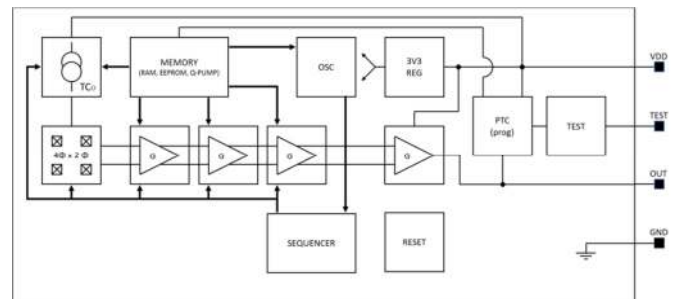 MEMORY
(RAM, EEPROM, Q-PUMP)
OSC
3V3
REG
VDD
TC₀
PTC
(prog)
TEST
TEST
4Φ x 2 Φ
G
G
G
G
OUT
SEQUENCER
RESET
GND